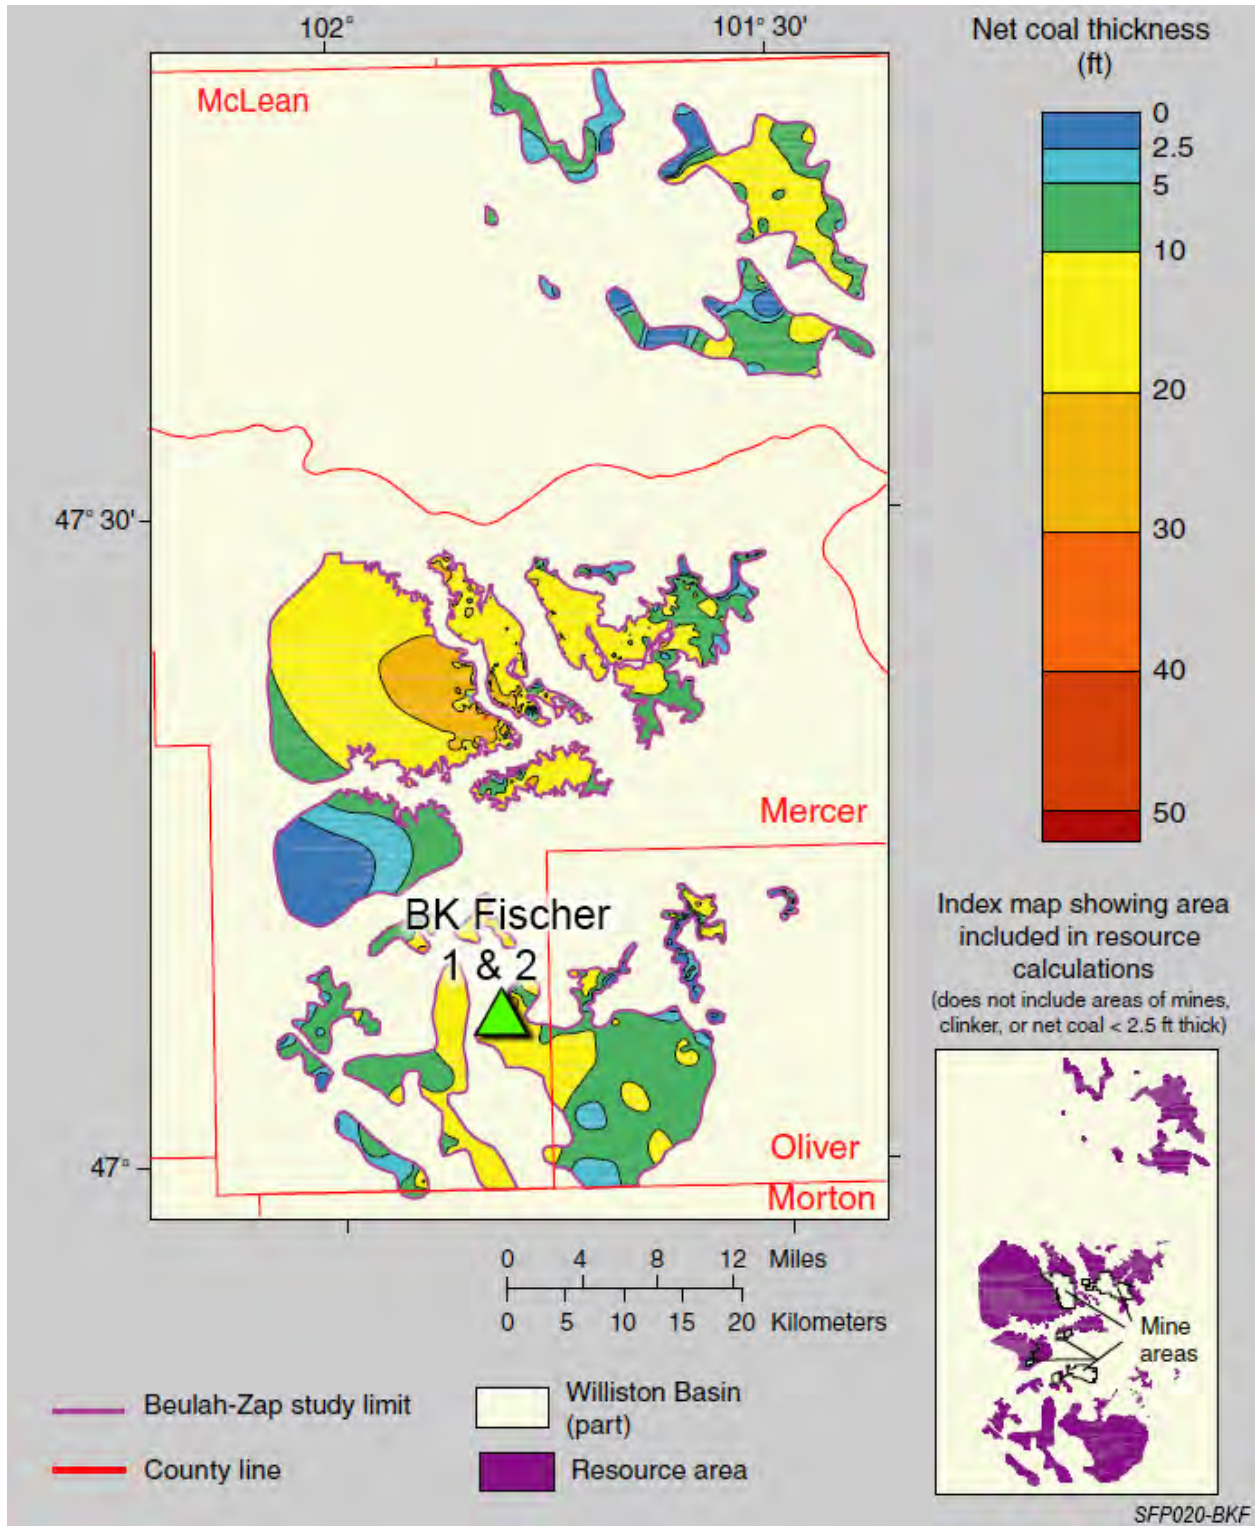 102°
101° 30'
Net coal thickness
(ft)
McLean
0
2.5
5
10
20
30
40
50
47° 30'
Mercer
BK Fischer
1 & 2
47°
Oliver
Morton
Index map showing area
included in resource
calculations
(does not include areas of mines,
clinker, or net coal < 2.5 ft thick)
Mine
areas
0 4 8 12 Miles
0 5 10 15 20 Kilometers
Beulah-Zap study limit
County line
Williston Basin
(part)
Resource area
SFP020-BKF